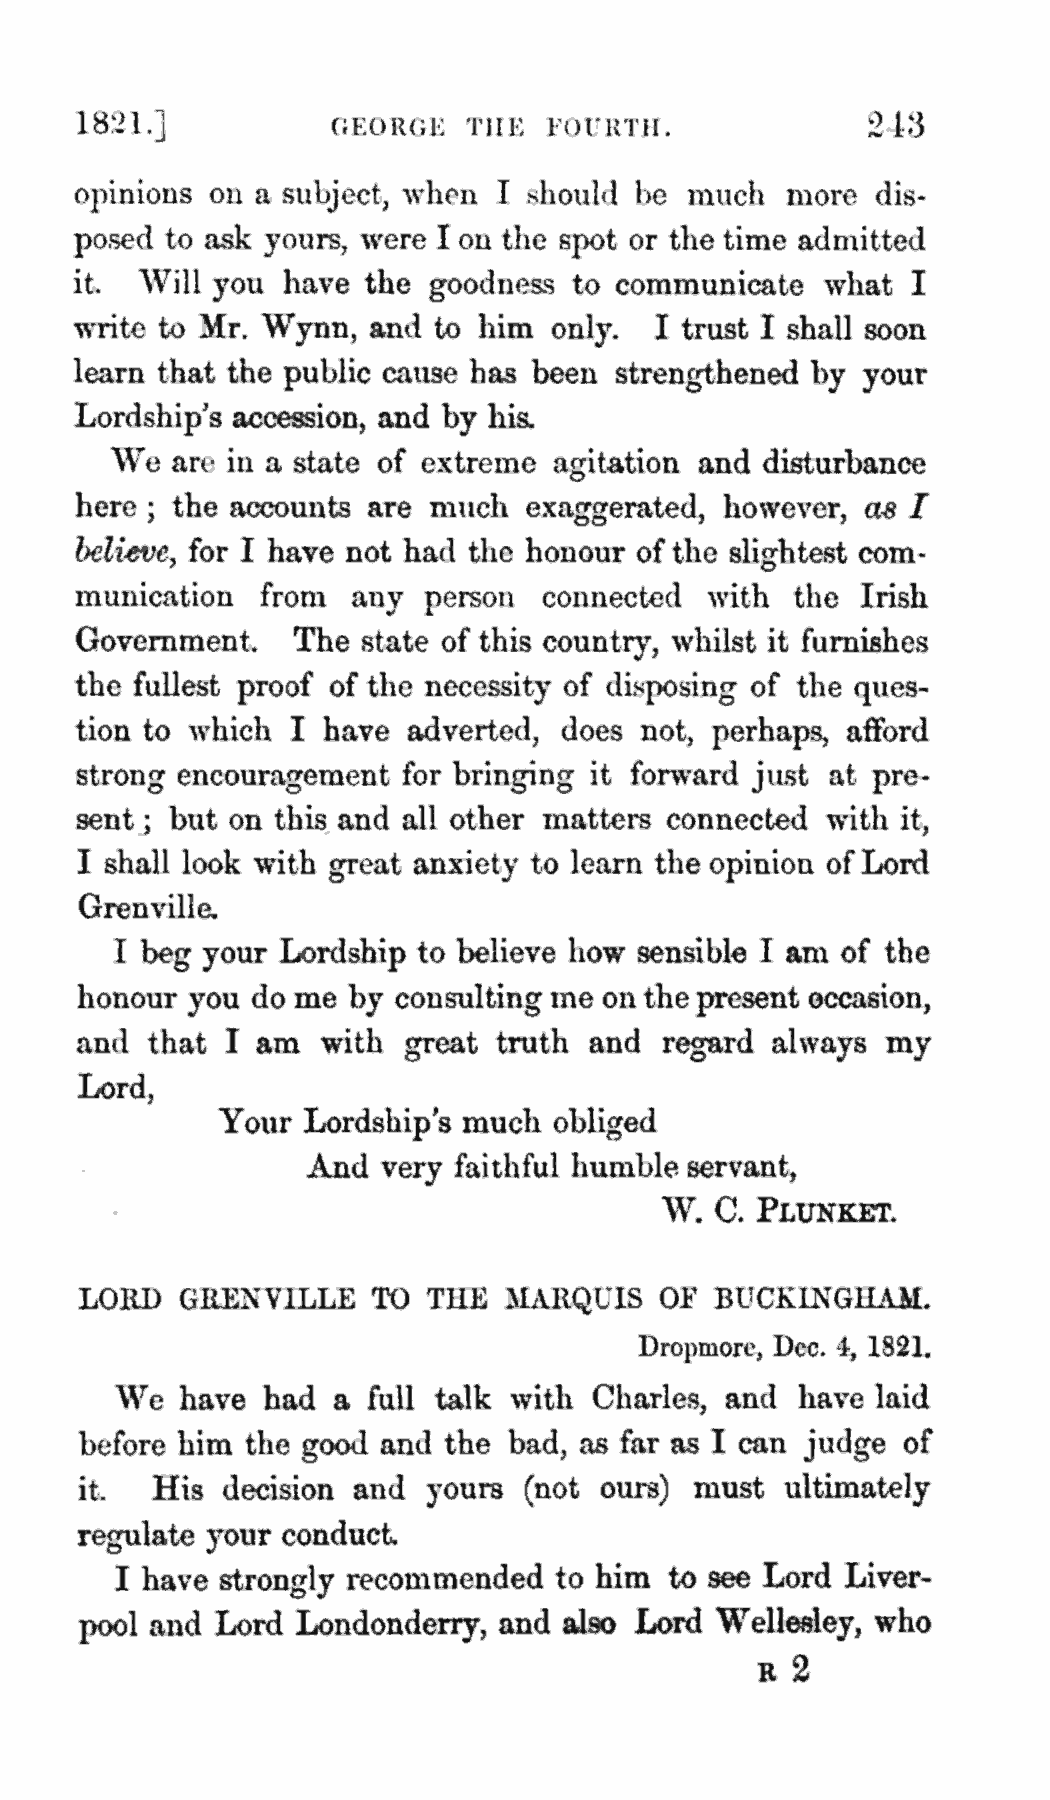 1821.] GEORGE THE FOURTH. 243
opinions on a subject, when I should be much more dis-
posed to ask yours, were I on the spot or the time admitted
it. Will you have the goodness to communicate what I
write to Mr. Wynn, and to him only. I trust I shall soon
learn that the public cause has been strengthened by your
Lordship's accession, and by his.
We are in a state of extreme agitation and disturbance
here ; the accounts are much exaggerated, however, as I
believe, for I have not had the honour of the slightest com-
munication from any person connected with the Irish
Government. The state of this country, whilst it furnishes
the fullest proof of the necessity of disposing of the ques-
tion to which I have adverted, does not, perhaps, afford
strong encouragement for bringing it forward just at pre-
sent ; but on this and all other matters connected with it,
I shall look with great anxiety to learn the opinion of Lord
Grenville.
I beg your Lordship to believe how sensible I am of the
honour you do me by consulting me on the present occasion,
and that I am with great truth and regard always my
Lord,
Your Lordship's much obliged
And very faithful humble servant,
W. C. PLUNKET.
LORD GRENVILLE TO THE MARQUIS OF BUCKINGHAM.
Dropmore, Dec. 4, 1821.
We have had a full talk with Charles, and have laid
before him the good and the bad, as far as I can judge of
it. His decision and yours (not ours) must ultimately
regulate your conduct.
I have strongly recommended to him to see Lord Liver-
pool and Lord Londonderry, and also Lord Wellesley, who
R 2